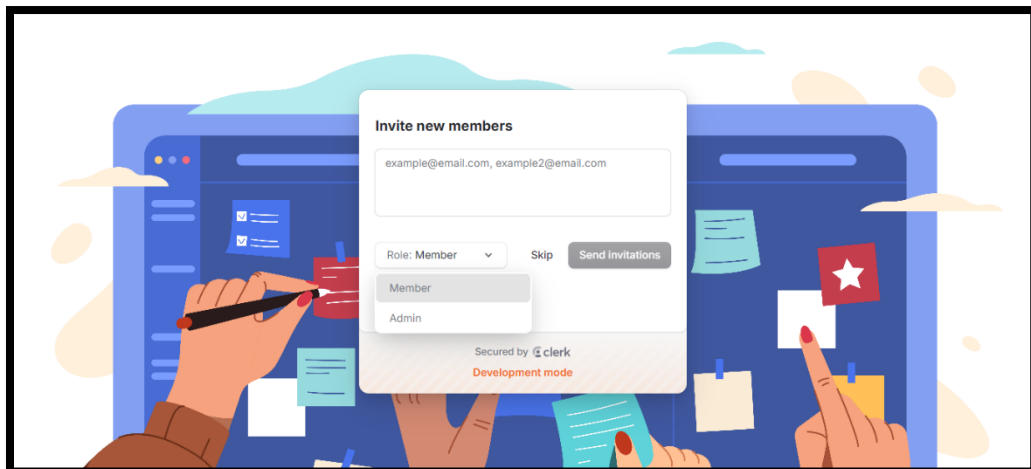 Invite new members
example@email.com, example2@email.com
Role: Member
Skip
Send invitations
Member
Admin
Secured by clerk
Development mode